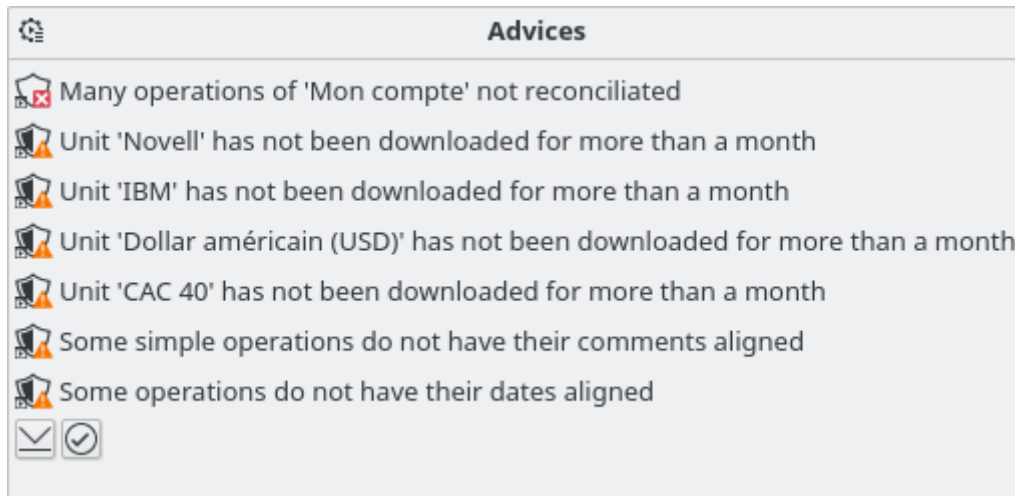 Advices
Many operations of 'Mon compte' not reconciliated
Unit 'Novell' has not been downloaded for more than a month
Unit 'IBM' has not been downloaded for more than a month
Unit 'Dollar américain (USD)' has not been downloaded for more than a month
Unit 'CAC 40' has not been downloaded for more than a month
Some simple operations do not have their comments aligned
Some operations do not have their dates aligned